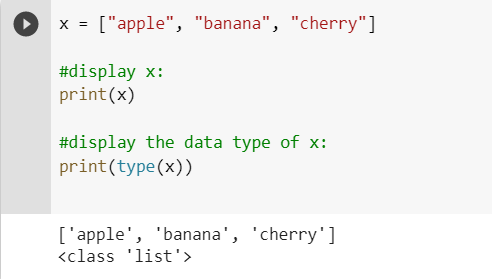 x = ["apple", "banana", "cherry"]
#display x:
print(x)
#display the data type of x:
print(type(x))
['apple', 'banana', 'cherry']
<class 'list'>